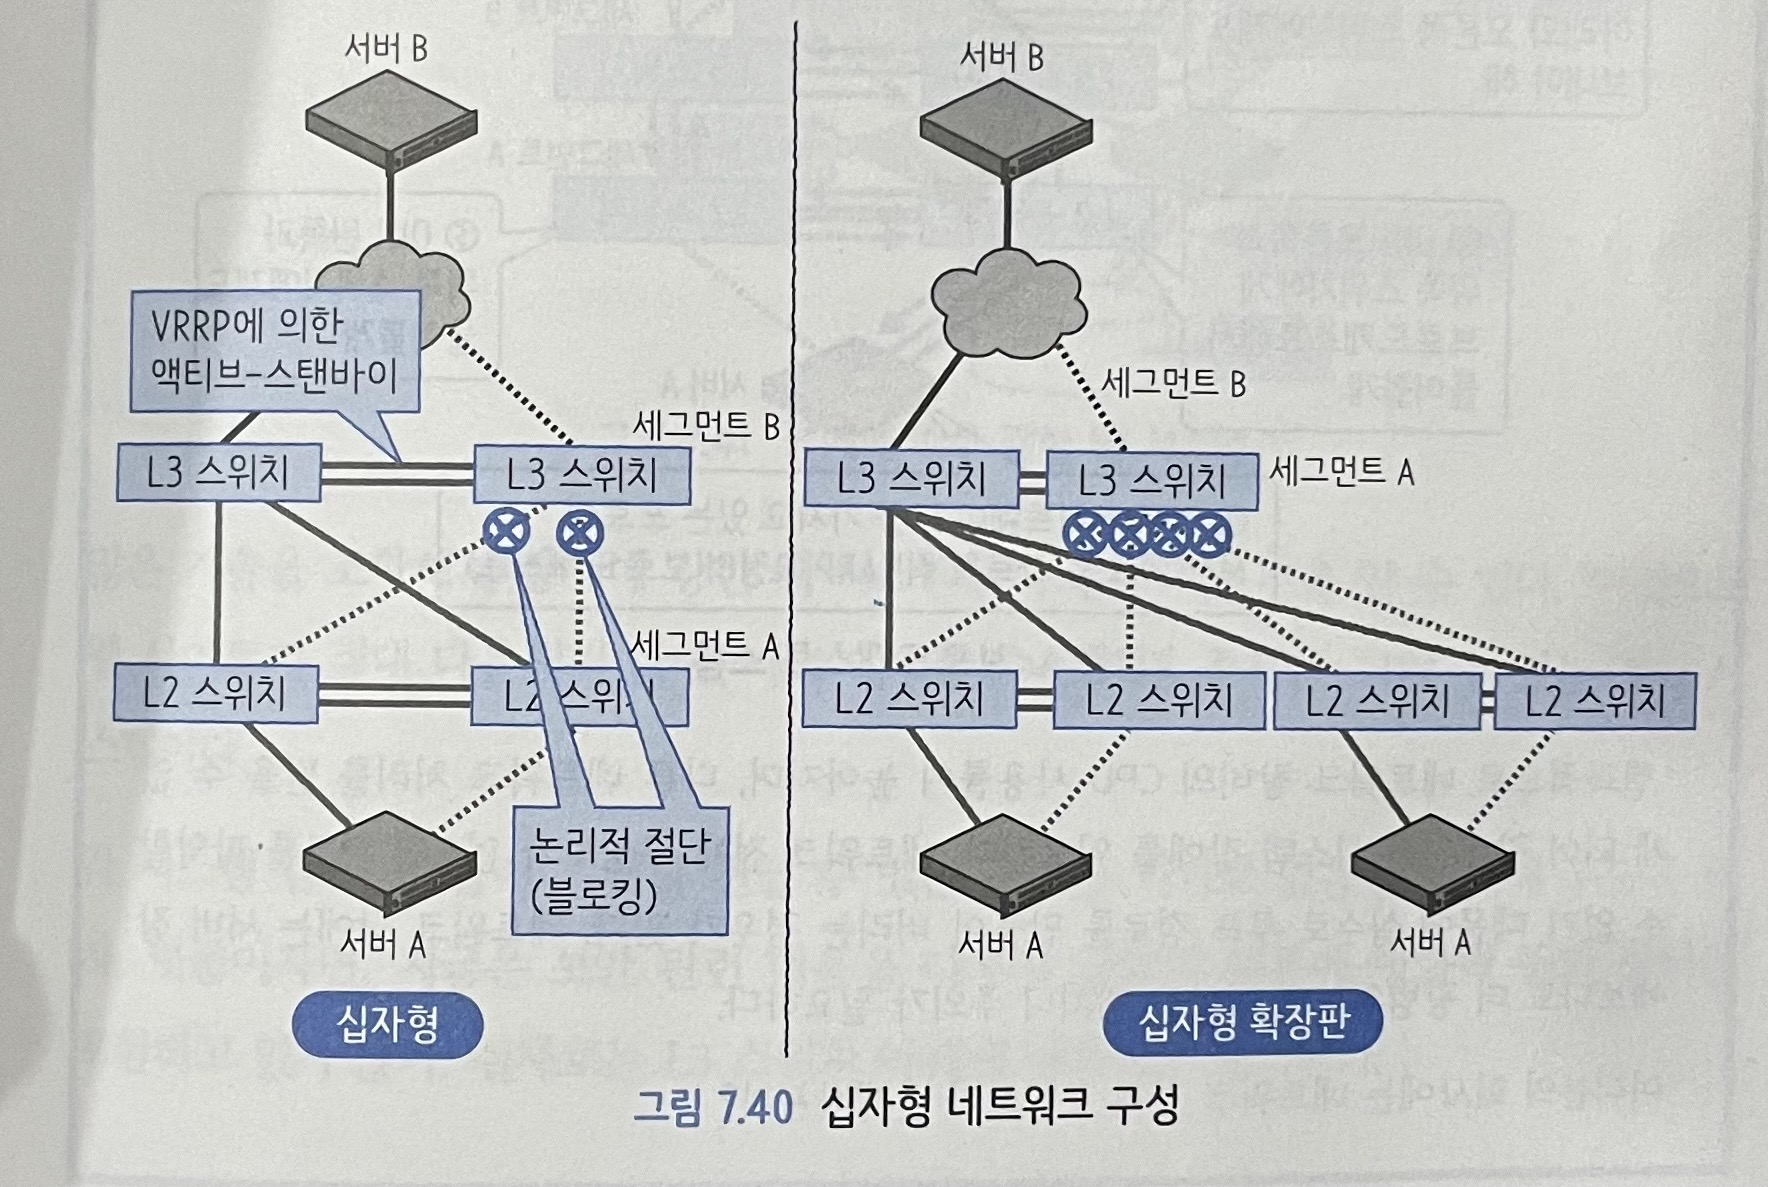 서버 B
VRRP에 의한
액티브-스탠바이
세그먼트 B
L3 스위치
L3 스위치
세그먼트 A
L2 스위치
L2 스위치
논리적 절단
(블로킹)
서버 A
십자형
서버 B
세그먼트 B
L3 스위치
L3 스위치
세그먼트 A
L2 스위치
L2 스위치
L2 스위치
L2 스위치
서버 A
서버 A
십자형 확장판
그림 7.40 십자형 네트워크 구성